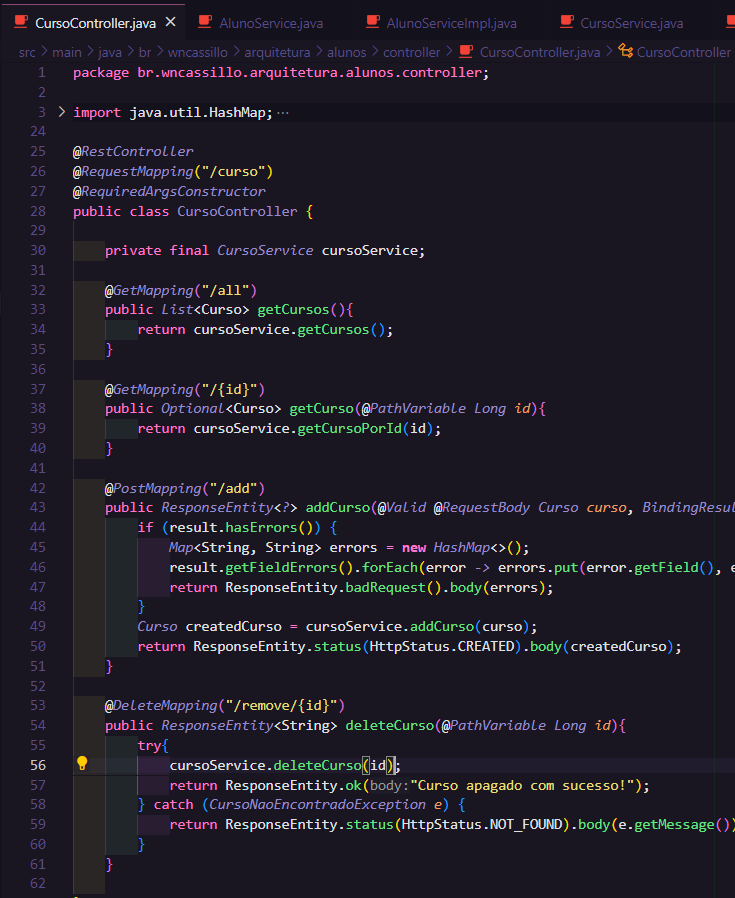 CursoController.java ✕ AlunoService.java AlunoServiceImpl.java CursoService.java
src > main > java > br > wncassillo > arquitetura > alunos > controller > CursoController.java > CursoController
1 package br.wncassillo.arquitetura.alunos.controller;
2
3 > import java.util.HashMap; ...
24
25 @RestController
26 @RequestMapping("/curso")
27 @RequiredArgsConstructor
28 public class CursoController {
29
30 private final CursoService cursoService;
31
32 @GetMapping("/all")
33 public List<Curso> getCursos(){
34 return cursoService.getCursos();
35 }
36
37 @GetMapping("/{id}")
38 public Optional<Curso> getCurso(@PathVariable Long id){
39 return cursoService.getCursoPorId(id);
40 }
41
42 @PostMapping("/add")
43 public ResponseEntity<?> addCurso(@Valid @RequestBody Curso curso, BindingResul
44 if (result.hasErrors()) {
45 Map<String, String> errors = new HashMap<>();
46 result.getFieldErrors().forEach(error -> errors.put(error.getField(), e
47 return ResponseEntity.badRequest().body(errors);
48 }
49 Curso createdCurso = cursoService.addCurso(curso);
50 return ResponseEntity.status(HttpStatus.CREATED).body(createdCurso);
51 }
52
53 @DeleteMapping("/remove/{id}")
54 public ResponseEntity<String> deleteCurso(@PathVariable Long id){
55 try{
56 cursoService.deleteCurso(id);
57 return ResponseEntity.ok(body:"Curso apagado com sucesso!");
58 } catch (CursoNaoEncontradoException e) {
59 return ResponseEntity.status(HttpStatus.NOT_FOUND).body(e.getMessage())
60 }
61 }
62